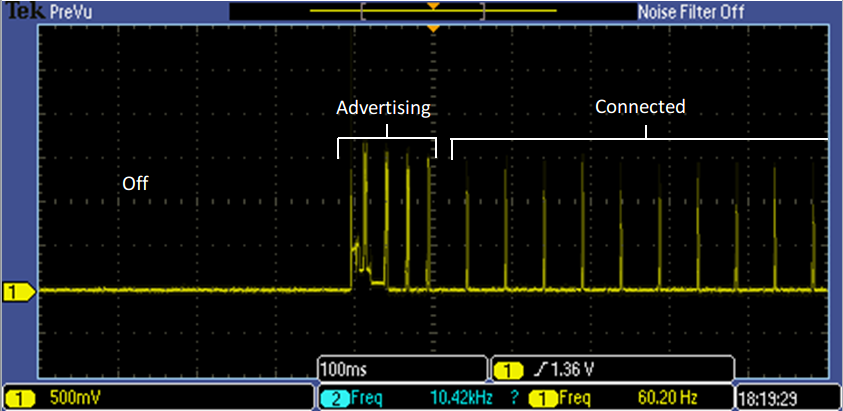 Tek PreVu
Noise Filter Off
Advertising
Connected
Off
1
100ms
1 1.36 V
1 500mV
2 Freq 10.42kHz ? 1 Freq 60.20 Hz
18:19:29